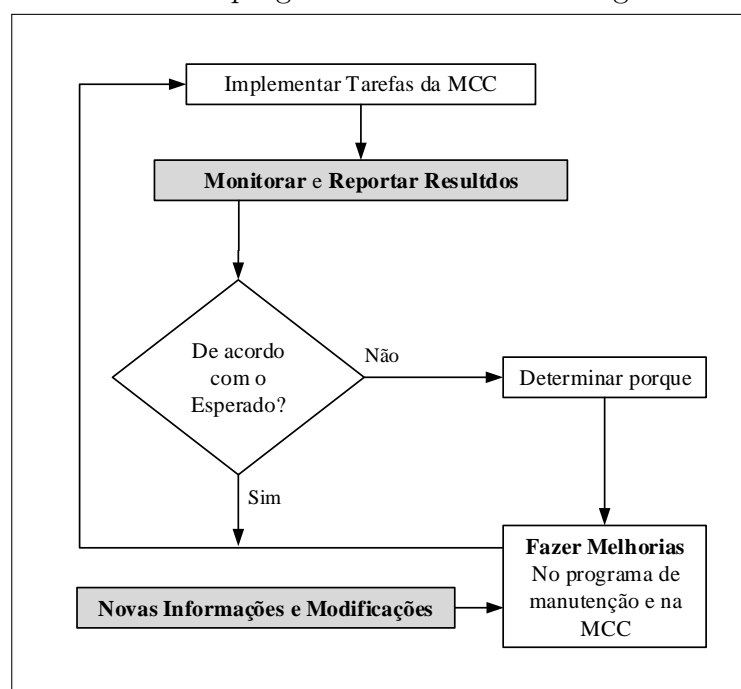 Implementar Tarefas da MCC
Monitorar e Reportar Resultdos
De acordo
com o
Esperado?
Não
Determinar porque
Sim
Fazer Melhorias
No programa de
manutenção e na
MCC
Novas Informações e Modificações